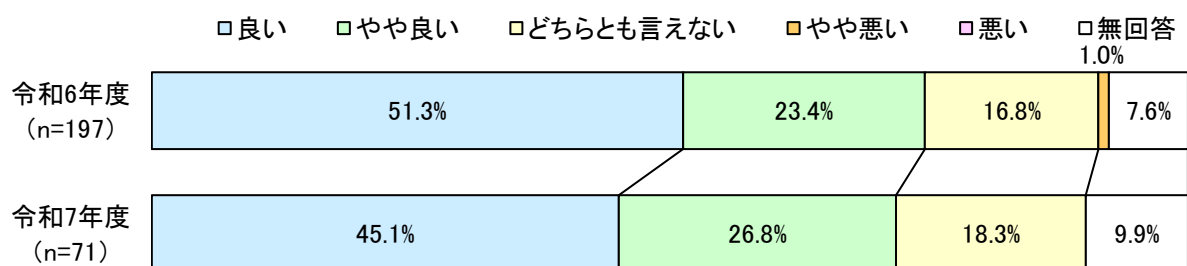 良い やや良い どちらとも言えない やや悪い 悪い 無回答
1.0%
令和6年度
(n=197)
51.3% 23.4% 16.8% 7.6%
令和7年度
(n=71)
45.1% 26.8% 18.3% 9.9%